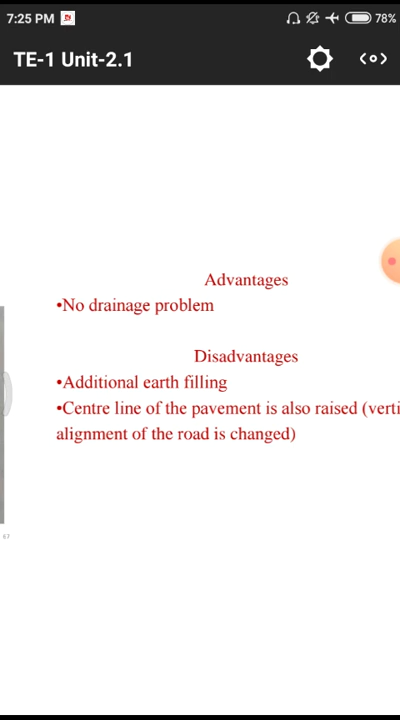 7:25 PM
78%
TE-1 Unit-2.1
Advantages
•No drainage problem
Disadvantages
•Additional earth filling
•Centre line of the pavement is also raised (verti
alignment of the road is changed)
67